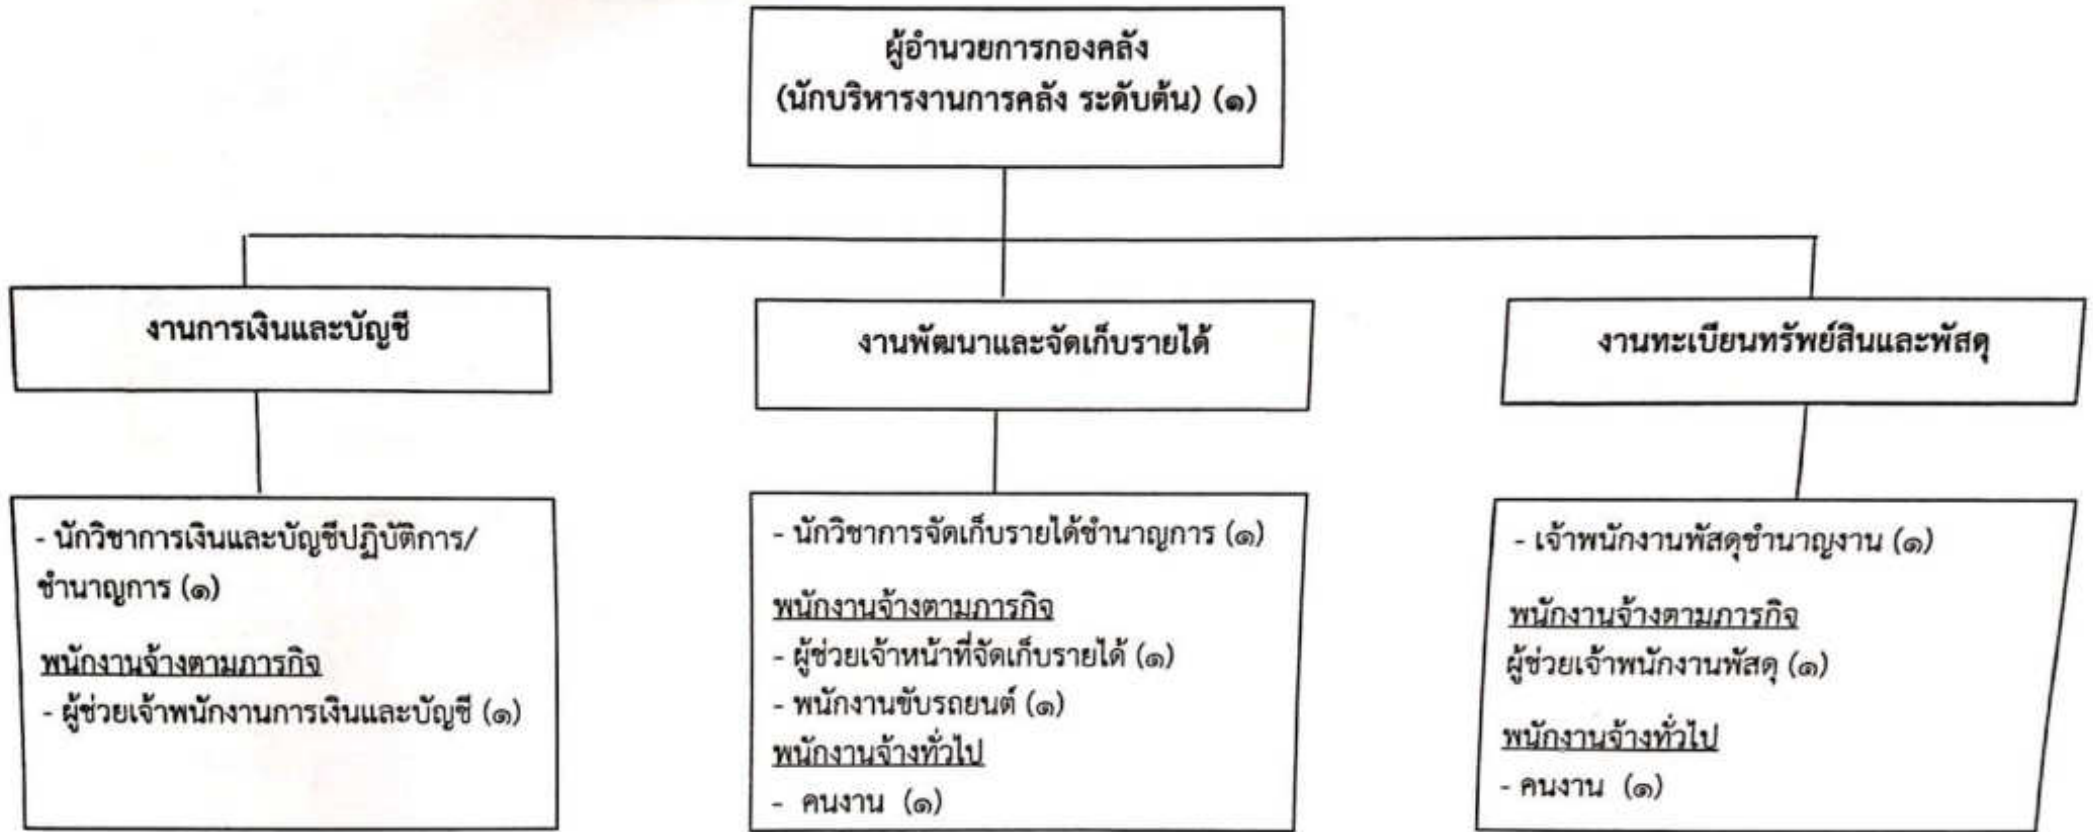 ผู้อำนวยการกองคลัง
(นักบริหารงานการคลัง ระดับต้น) (๑)
งานการเงินและบัญชี
งานพัฒนาและจัดเก็บรายได้
งานทะเบียนทรัพย์สินและพัสดุ
- นักวิชาการเงินและบัญชีปฏิบัติการ/
ชำนาญการ (๑)
พนักงานจ้างตามภารกิจ
- ผู้ช่วยเจ้าพนักงานการเงินและบัญชี (๑)
- นักวิชาการจัดเก็บรายได้ชำนาญการ (๑)
พนักงานจ้างตามภารกิจ
- ผู้ช่วยเจ้าหน้าที่จัดเก็บรายได้ (๑)
- พนักงานขับรถยนต์ (๑)
พนักงานจ้างทั่วไป
- คนงาน (๑)
- เจ้าพนักงานพัสดุชำนาญงาน (๑)
พนักงานจ้างตามภารกิจ
ผู้ช่วยเจ้าพนักงานพัสดุ (๑)
พนักงานจ้างทั่วไป
- คนงาน (๑)